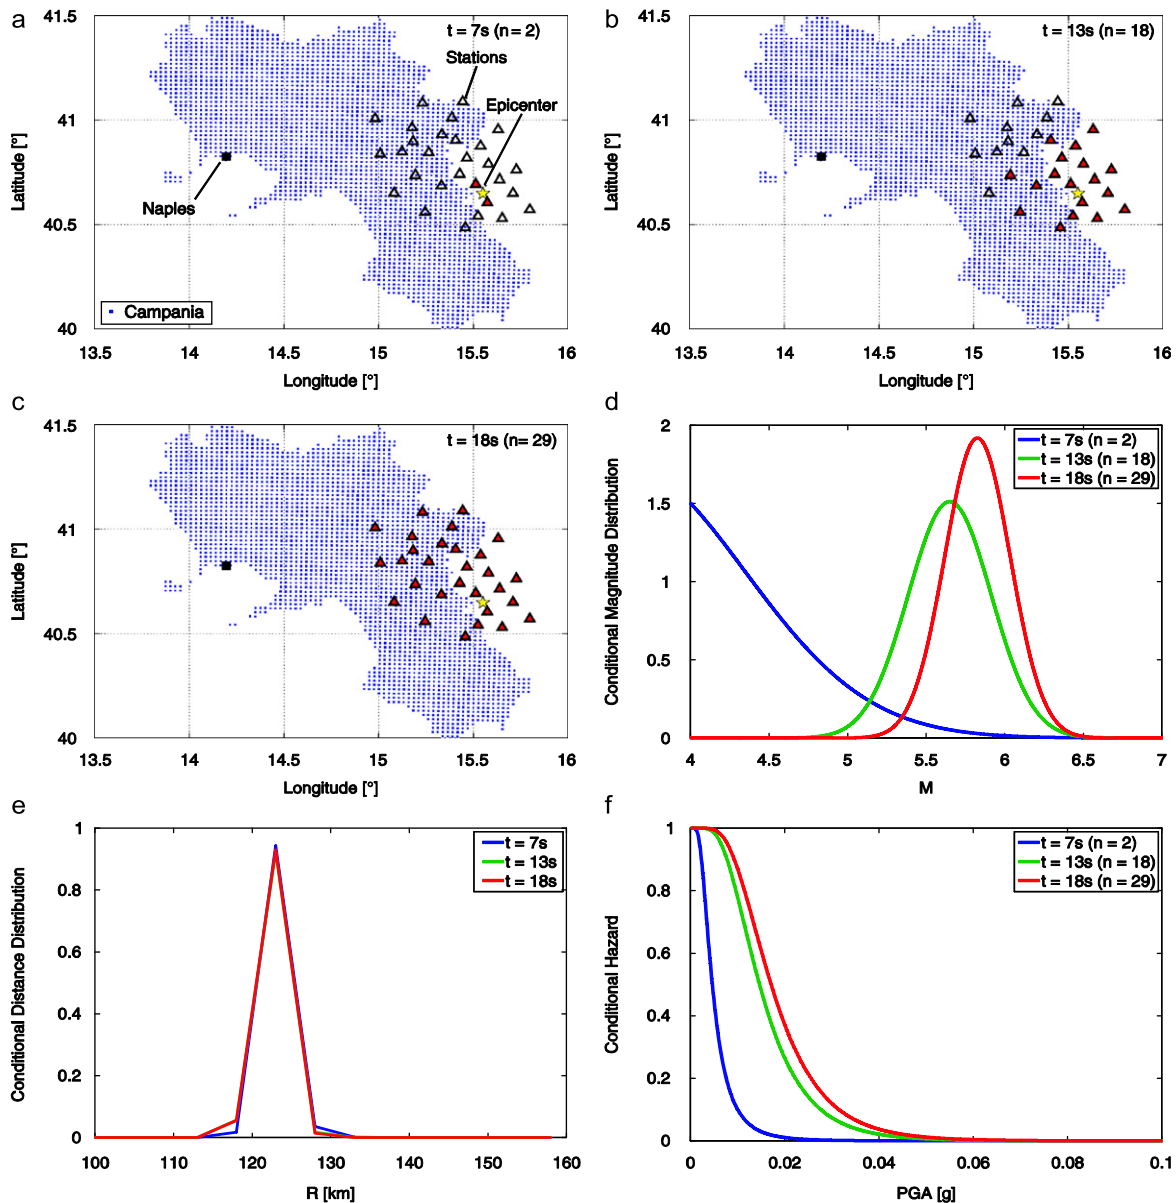 a
t = 7s (n = 2)
Stations
Epicenter
Naples
Campania
41.5
41
40.5
40
13.5 14 14.5 15 15.5 16
Latitude [°]
Longitude [°]
b
t = 13s (n = 18)
41.5
41
40.5
40
13.5 14 14.5 15 15.5 16
Latitude [°]
Longitude [°]
c
t = 18s (n= 29)
41.5
41
40.5
40
13.5 14 14.5 15 15.5 16
Latitude [°]
Longitude [°]
d
t = 7s (n = 2)
t = 13s (n = 18)
t = 18s (n = 29)
2
1.5
1
0.5
0
4 4.5 5 5.5 6 6.5 7
Conditional Magnitude Distribution
M
e
t = 7s
t = 13s
t = 18s
1
0.8
0.6
0.4
0.2
0
100 110 120 130 140 150 160
Conditional Distance Distribution
R [km]
f
t = 7s (n = 2)
t = 13s (n = 18)
t = 18s (n = 29)
1
0.8
0.6
0.4
0.2
0
0 0.02 0.04 0.06 0.08 0.1
Conditional Hazard
PGA [g]